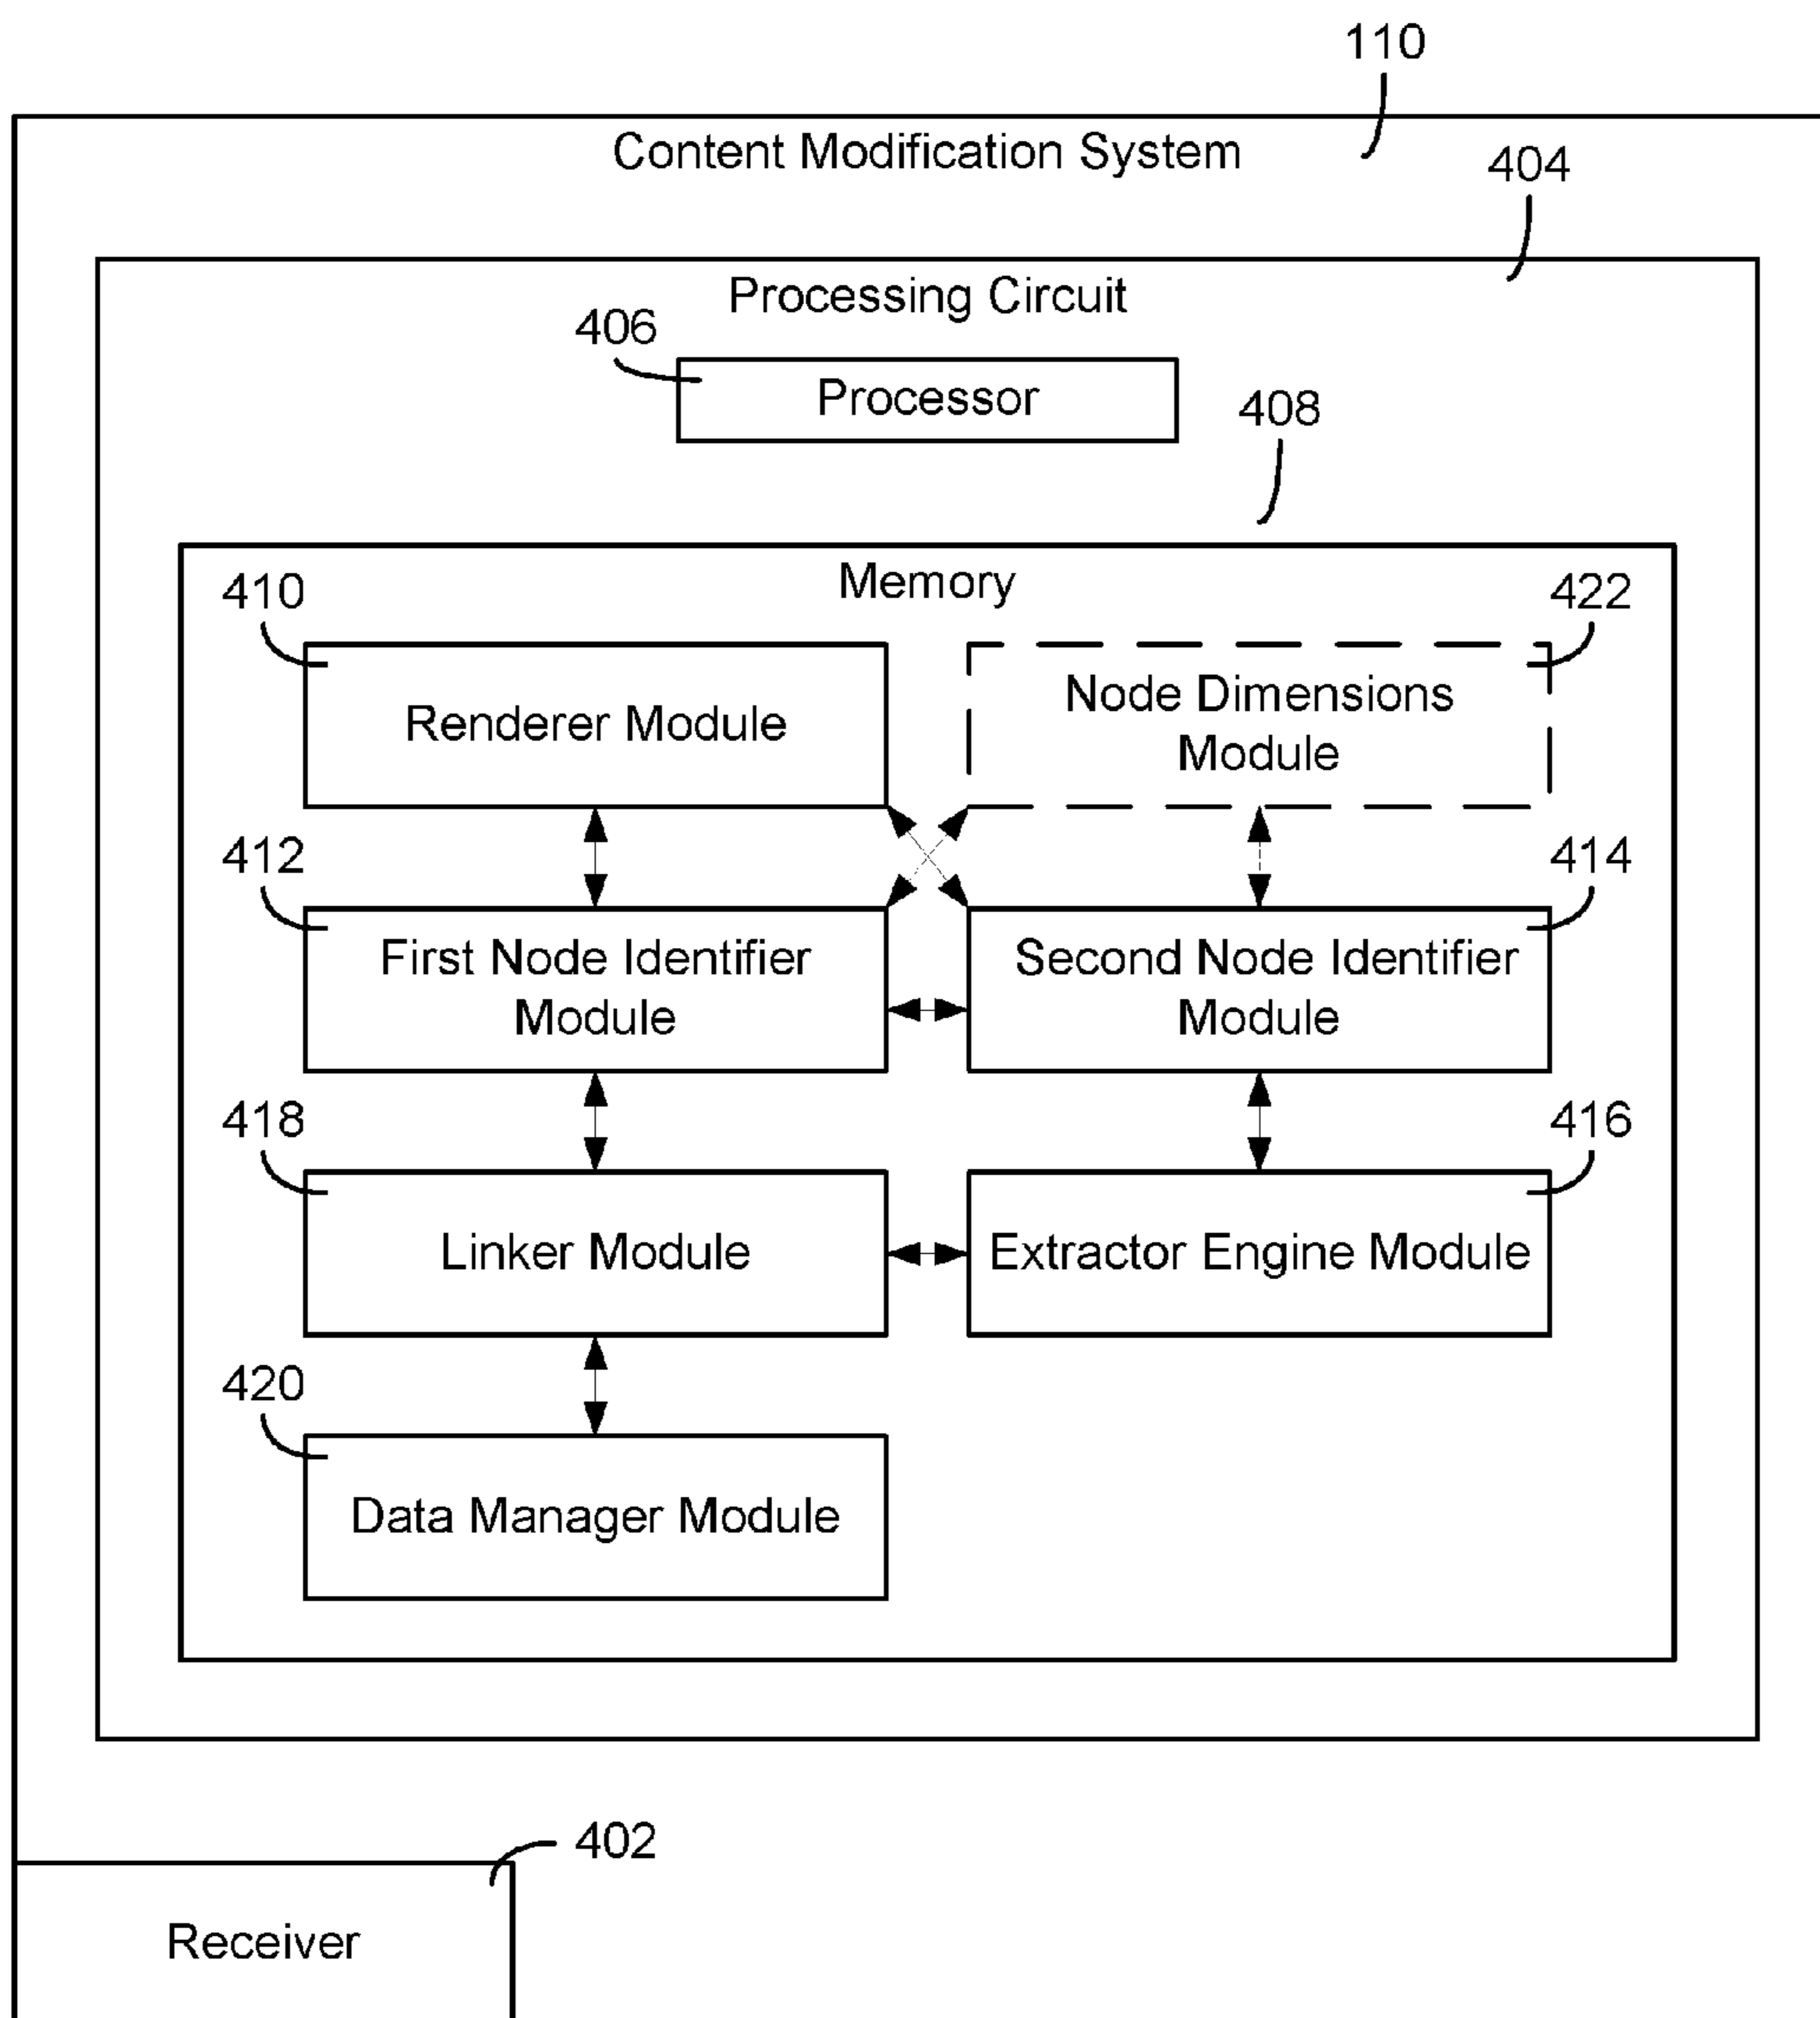 110
Content Modification System
404
Processing Circuit
406
Processor
408
Memory
410
422
Renderer Module
Node Dimensions
Module
412
414
First Node Identifier
Module
Second Node Identifier
Module
418
416
Linker Module
Extractor Engine Module
420
Data Manager Module
402
Receiver